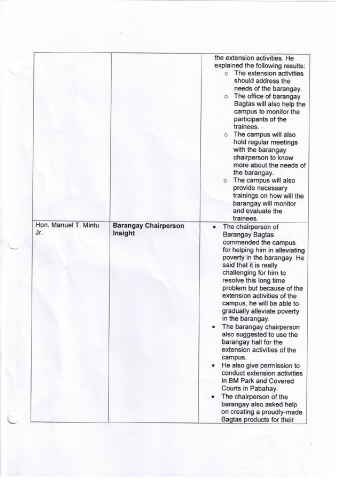 the extension activities. He
explained the following results:
o The extension activities
should address the
needs of the barangay.
o The office of barangay
Bagtas will also help the
campus to monitor the
participants of the
trainees.
o The campus will also
hold regular meetings
with the barangay
chairperson to know
more about the needs of
the barangay.
o The campus will also
provide necessary
trainings on how will the
barangay will monitor
and evaluate the
trainees.
Hon. Manuel T. Mintu
Jr.
Barangay Chairperson
Insight
• The chairperson of
Barangay Bagtas
commended the campus
for helping him in alleviating
poverty in the barangay. He
said that it is really
challenging for him to
resolve this long time
problem but because of the
extension activities of the
campus, he will be able to
gradually alleviate poverty
in the barangay.
• The barangay chairperson
also suggested to use the
barangay hall for the
extension activities of the
campus.
• He also give permission to
conduct extension activities
in BM Park and Covered
Courts in Pabahay.
• The chairperson of the
barangay also asked help
on creating a proudly-made
Bagtas products for their